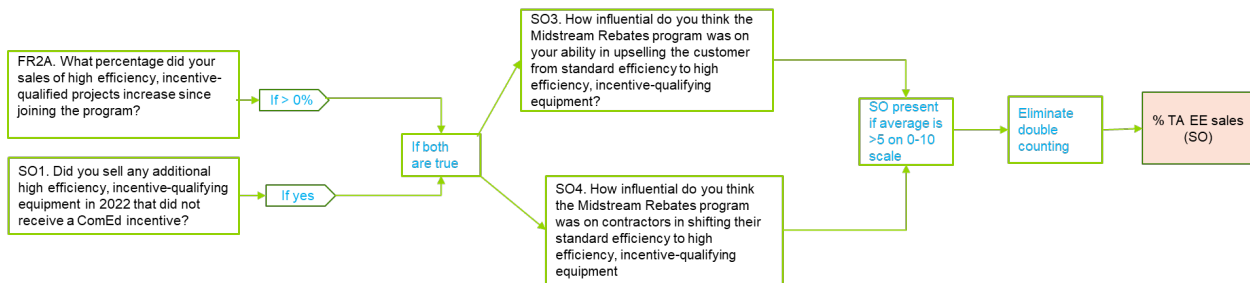 FR2A. What percentage did your
sales of high efficiency, incentive-
qualified projects increase since
joining the program?
If > 0%
SO1. Did you sell any additional
high efficiency, incentive-qualifying
equipment in 2022 that did not
receive a ComEd incentive?
If yes
If both
are true
SO3. How influential do you think the
Midstream Rebates program was on
your ability in upselling the customer
from standard efficiency to high
efficiency, incentive-qualifying
equipment?
SO4. How influential do you think
the Midstream Rebates program
was on contractors in shifting their
standard efficiency to high
efficiency, incentive-qualifying
equipment
SO present
if average is
>5 on 0-10
scale
Eliminate
double
counting
% TA EE sales
(SO)